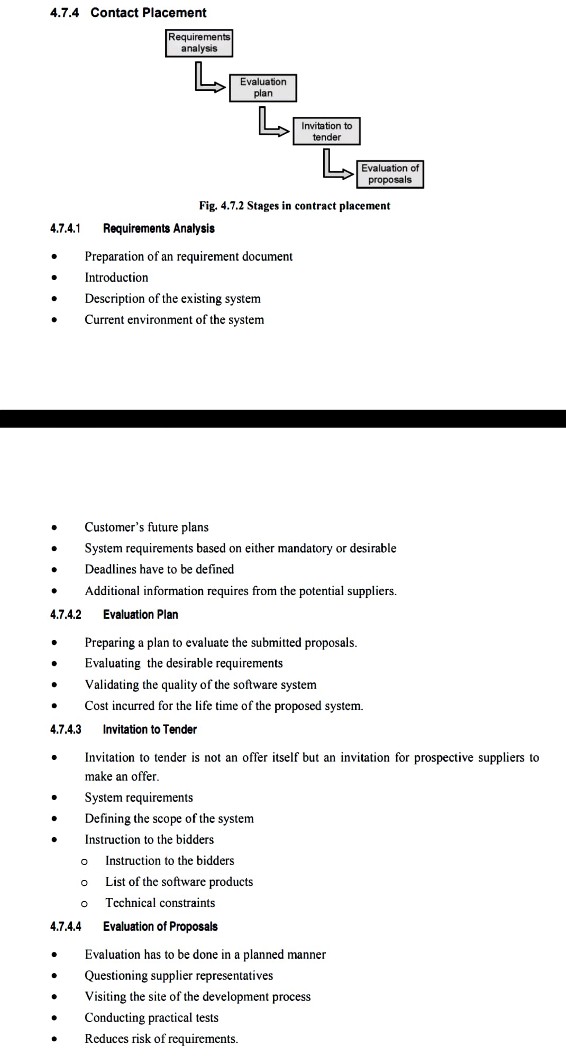 4.7.4 Contact Placement
Requirements
analysis
Evaluation
plan
Invitation to
tender
Evaluation of
proposals
Fig. 4.7.2 Stages in contract placement
4.7.4.1 Requirements Analysis
• Preparation of an requirement document
• Introduction
• Description of the existing system
• Current environment of the system
• Customer's future plans
• System requirements based on either mandatory or desirable
• Deadlines have to be defined
• Additional information requires from the potential suppliers.
4.7.4.2 Evaluation Plan
• Preparing a plan to evaluate the submitted proposals.
• Evaluating the desirable requirements
• Validating the quality of the software system
• Cost incurred for the life time of the proposed system.
4.7.4.3 Invitation to Tender
• Invitation to tender is not an offer itself but an invitation for prospective suppliers to
make an offer.
• System requirements
• Defining the scope of the system
• Instruction to the bidders
o Instruction to the bidders
o List of the software products
o Technical constraints
4.7.4.4 Evaluation of Proposals
• Evaluation has to be done in a planned manner
• Questioning supplier representatives
• Visiting the site of the development process
• Conducting practical tests
• Reduces risk of requirements.